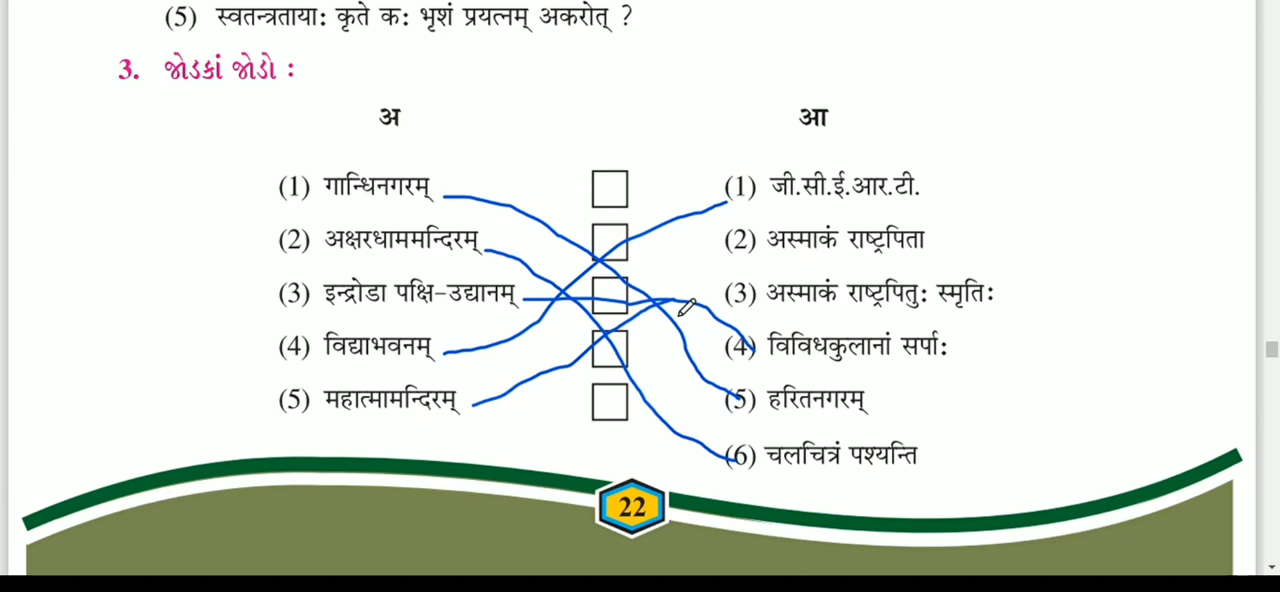 (5) स्वतन्त्रतायाः कृते कः भृशं प्रयत्नम् अकरोत् ?
3. જોડકાં જોડો :
अ आ
(1) गान्धिनगरम् (1) जी.सी.ई.आर.टी.
(2) अक्षरधाममन्दिरम् (2) अस्माकं राष्ट्रपिता
(3) इन्द्रोडा पक्षि-उद्यानम् (3) अस्माकं राष्ट्रपितुः स्मृतिः
(4) विद्याभवनम् (4) विविधकुलानां सर्पाः
(5) महात्मामन्दिरम् (5) हरितनगरम्
(6) चलचित्रं पश्यन्ति
22